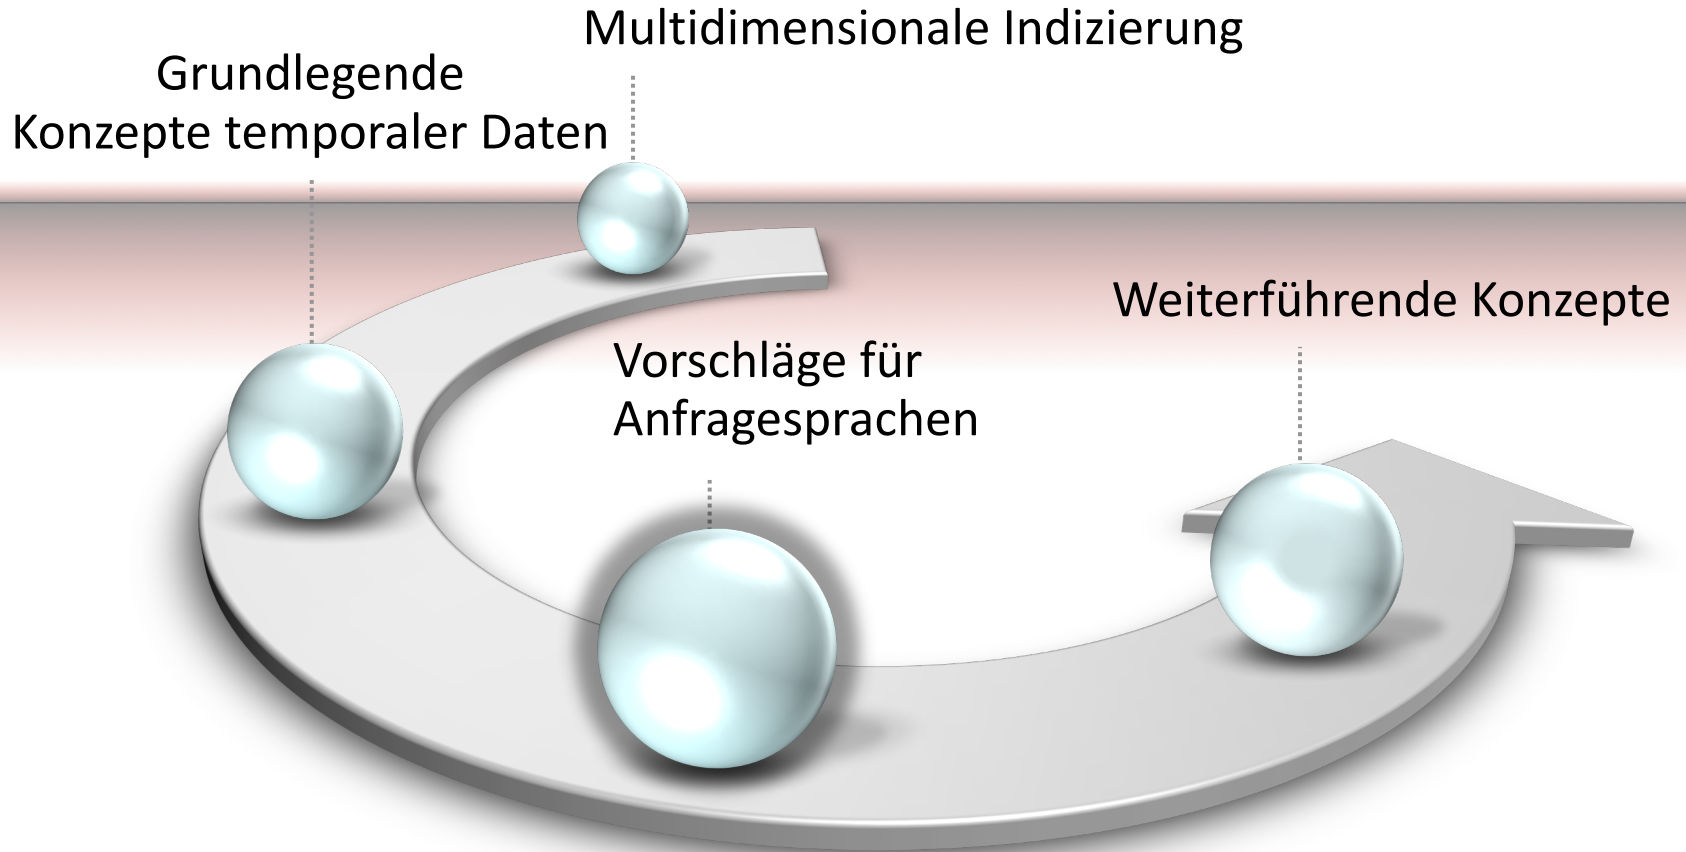 Multidimensionale Indizierung
Grundlegende
Konzepte temporaler Daten
Weiterführende Konzepte
Vorschläge für
Anfragesprachen